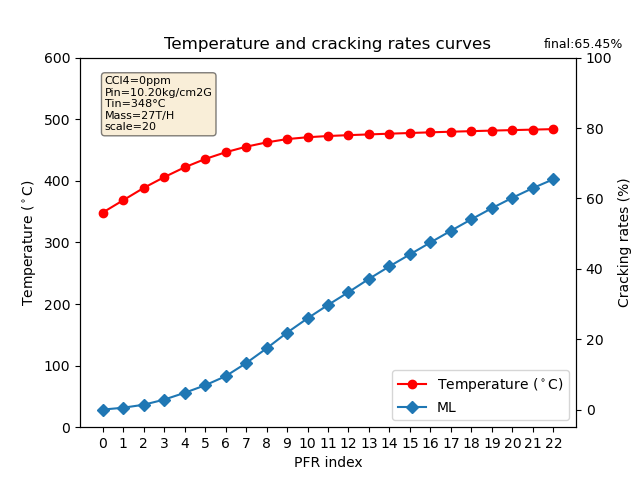 Temperature and cracking rates curves
final:65.45%
CCl4=0ppm
Pin=10.20kg/cm2G
Tin=348°C
Mass=27T/H
scale=20
Temperature (°C)
600
500
400
300
200
100
0
100
80
60
40
20
0
Cracking rates (%)
Temperature (°C)
ML
0 1 2 3 4 5 6 7 8 9 10 11 12 13 14 15 16 17 18 19 20 21 22
PFR index